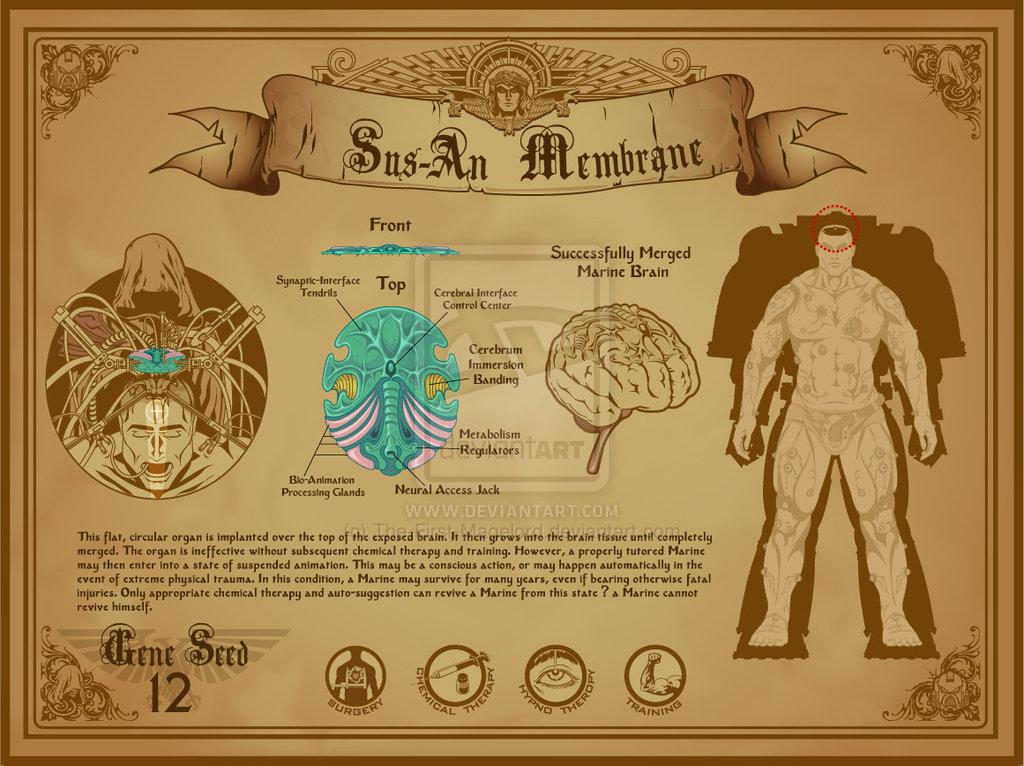 Sus-An Membrane
Front
Successfully Merged
Marine Brain
Synaptic-Interface
Tendrils
Top
Cerebral Interface
Control Center
Cerebrum
Immersion
Banding
Metabolism
Regulators
Bio-Animation
Processing Glands
Neural Access Jack
deviantART
WWW.DEVIANTART.COM
(c) The-First-Magelord.deviantart.com
This flat, circular organ is implanted over the top of the exposed brain. It then grows into the brain tissue until completely
merged. The organ is ineffective without subsequent chemical therapy and training. However, a properly tutored Marine
may then enter into a state of suspended animation. This may be a conscious action, or may happen automatically in the
event of extreme physical trauma. In this condition, a Marine may survive for many years, even if bearing otherwise fatal
injuries. Only appropriate chemical therapy and auto-suggestion can revive a Marine from this state ? a Marine cannot
revive himself.
Gene Seed
12
SURGERY
CHEMICAL THERAPY
HYPNO THEROPY
TRAINING